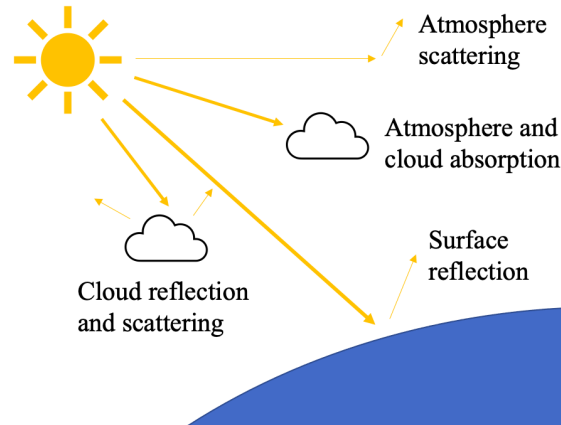 Atmosphere
scattering
Atmosphere and
cloud absorption
Surface
reflection
Cloud reflection
and scattering